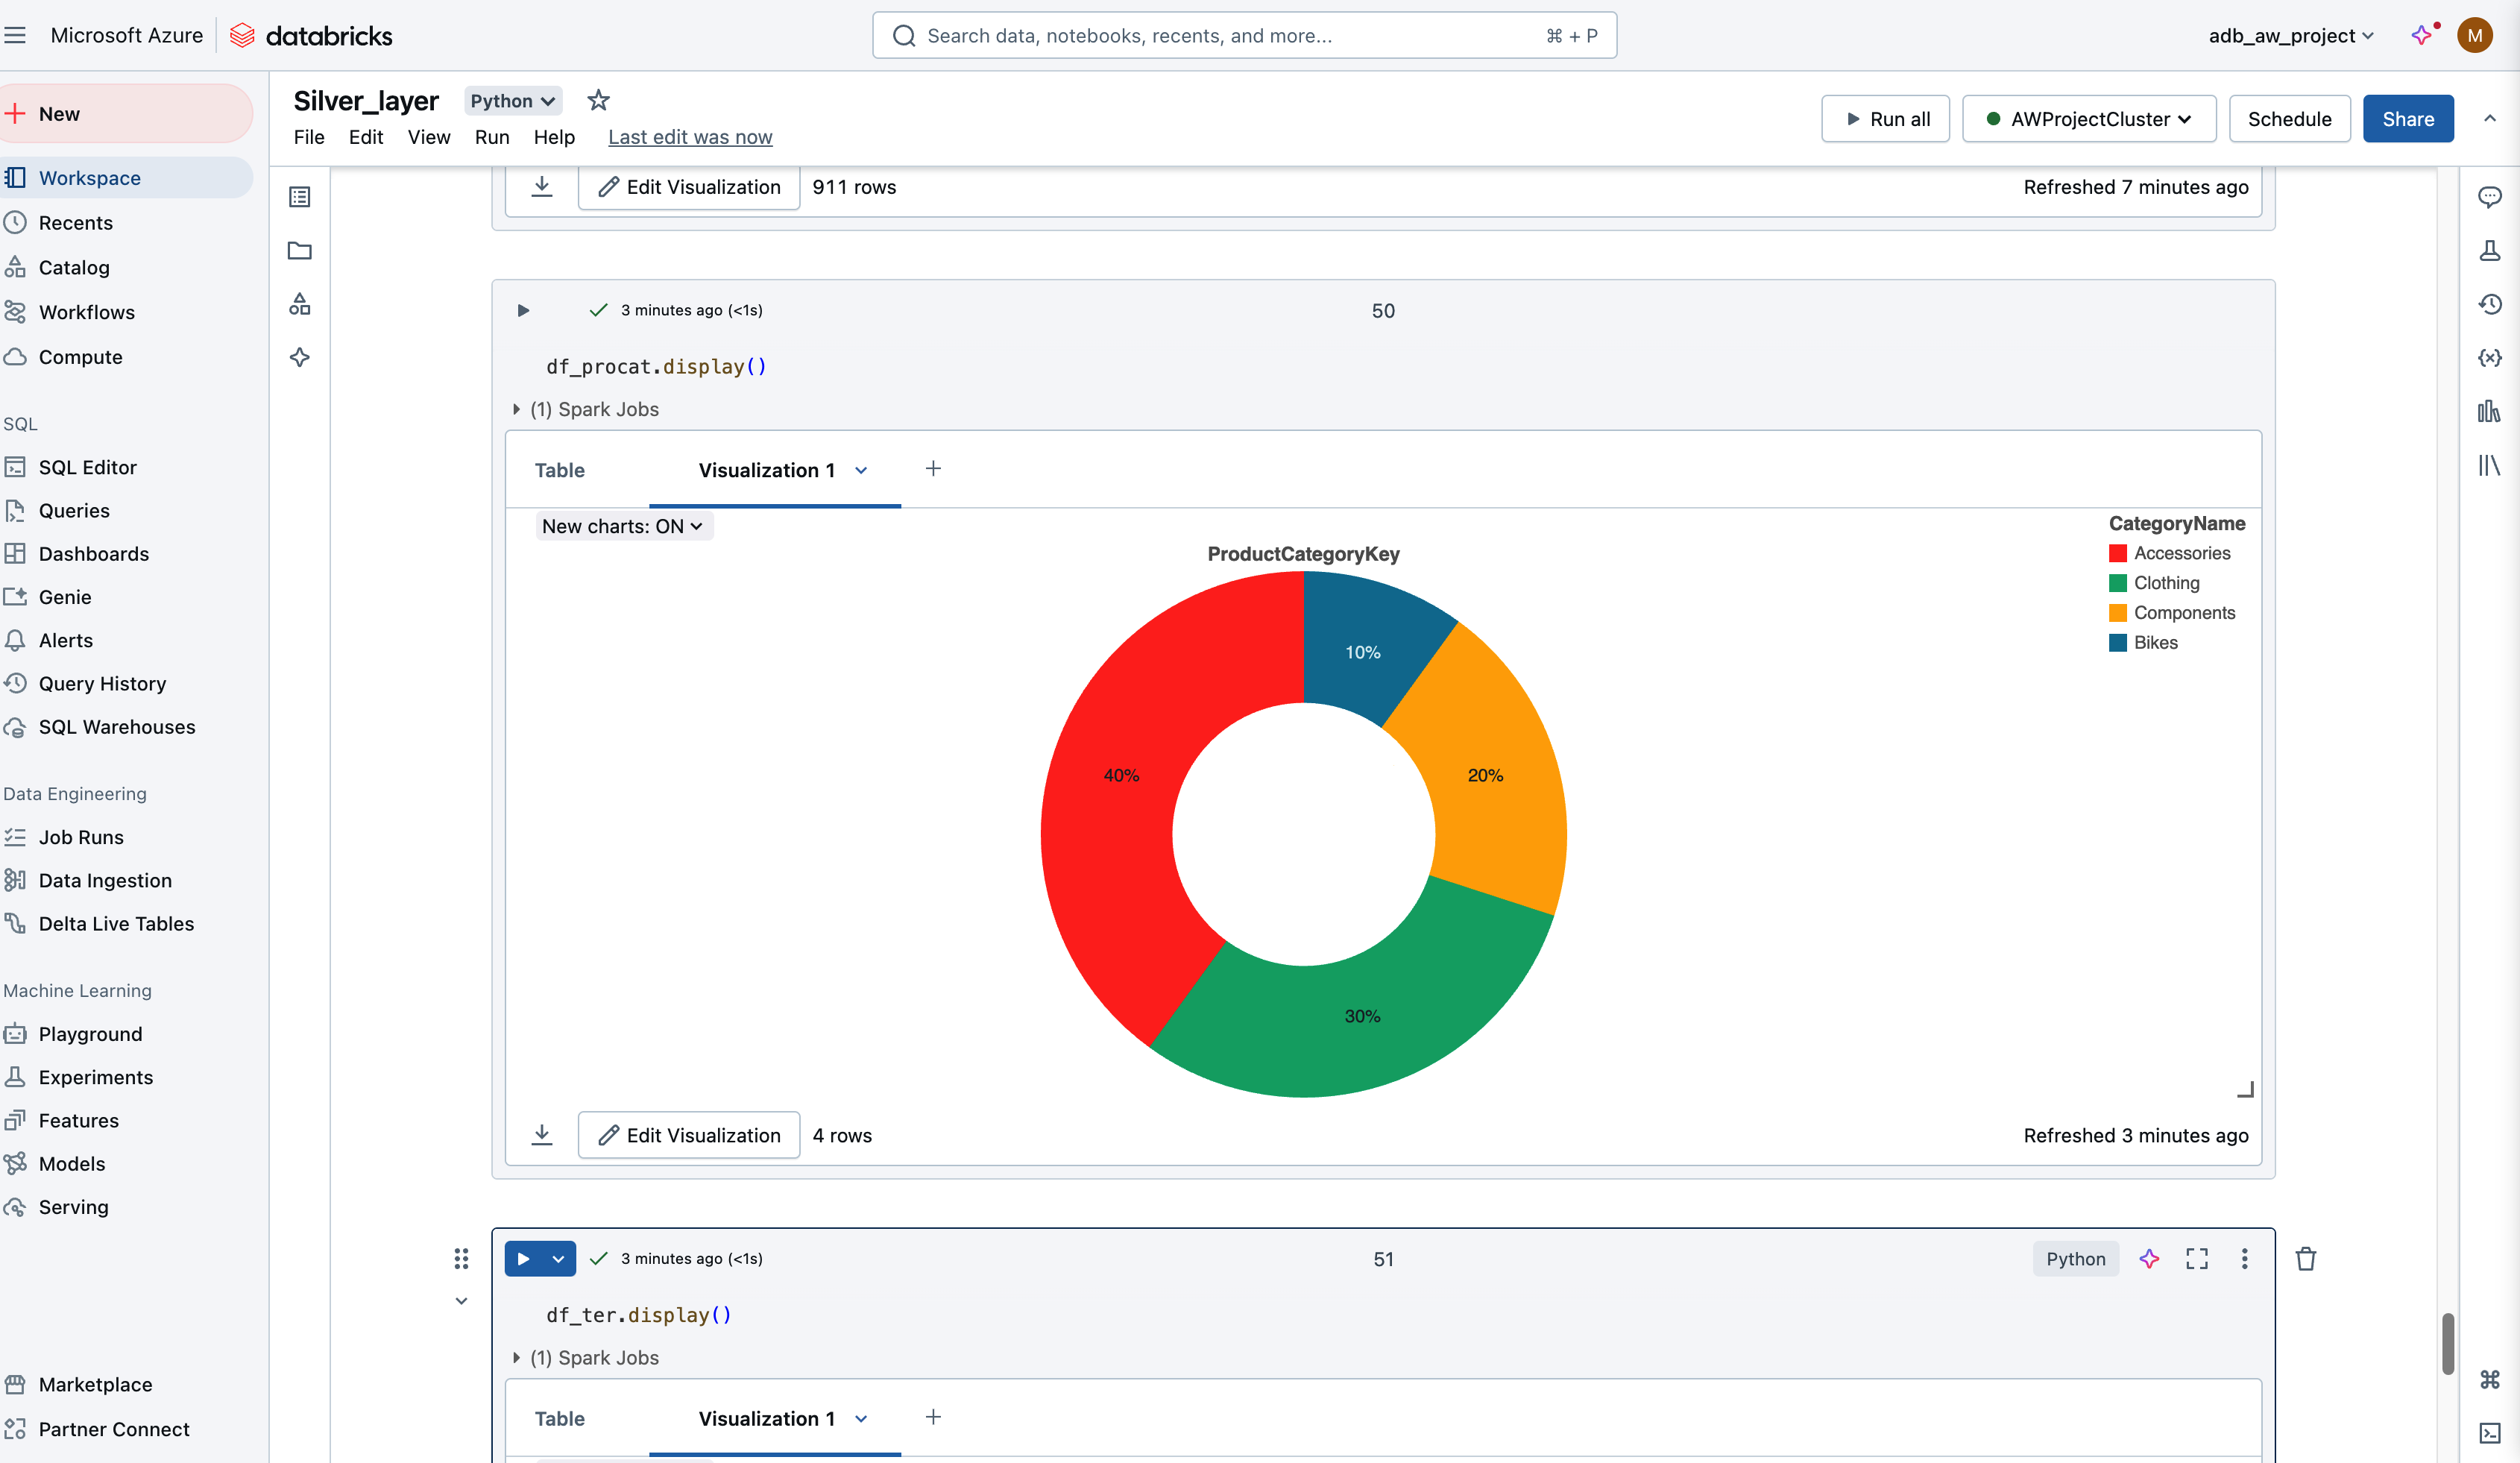 Microsoft Azure databricks Search data, notebooks, recents, and more... ⌘ + P adb_aw_project M
New
Workspace
Recents
Catalog
Workflows
Compute
SQL
SQL Editor
Queries
Dashboards
Genie
Alerts
Query History
SQL Warehouses
Data Engineering
Job Runs
Data Ingestion
Delta Live Tables
Machine Learning
Playground
Experiments
Features
Models
Serving
Marketplace
Partner Connect
Silver_layer Python
File Edit View Run Help Last edit was now
Run all AWProjectCluster Schedule Share
Edit Visualization 911 rows Refreshed 7 minutes ago
3 minutes ago (<1s) 50
df_procat.display()
(1) Spark Jobs
Table Visualization 1 +
New charts: ON
ProductCategoryKey
CategoryName
Accessories
Clothing
Components
Bikes
10%
40%
20%
30%
Edit Visualization 4 rows Refreshed 3 minutes ago
3 minutes ago (<1s) 51 Python
df_ter.display()
(1) Spark Jobs
Table Visualization 1 +